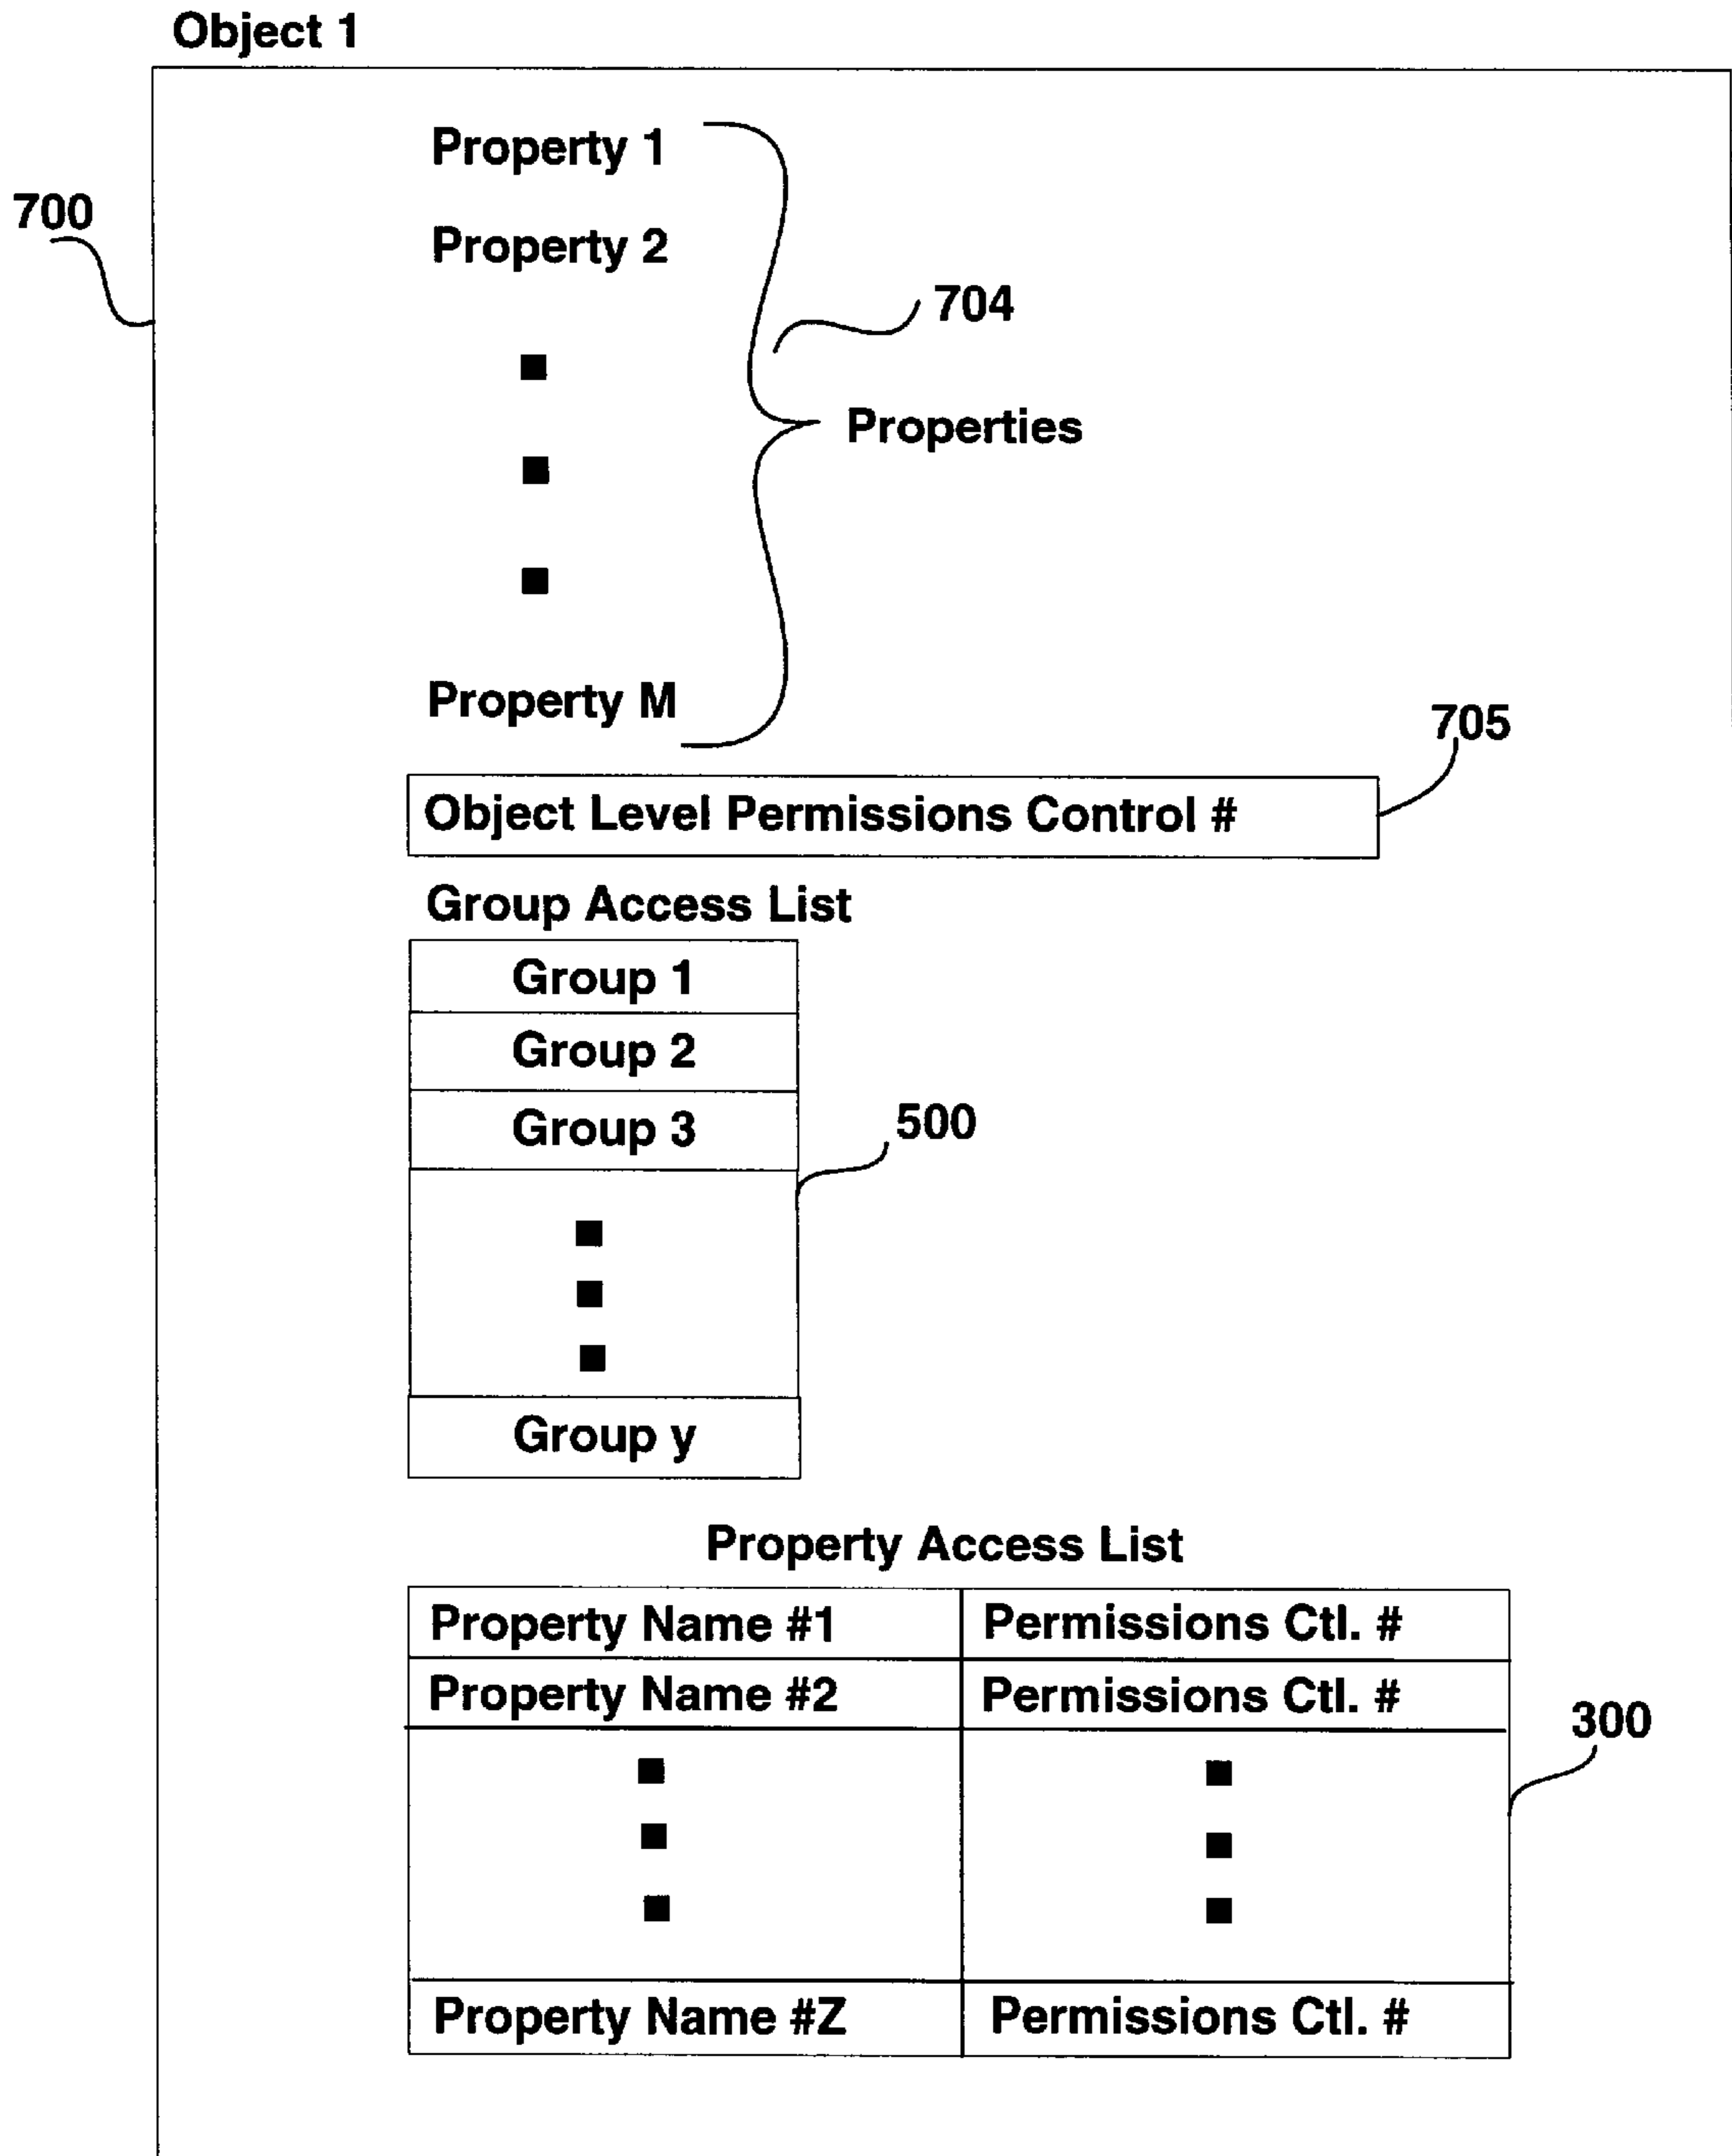 Object 1
Property 1
700
Property 2
704
Properties
Property M
705
Object Level Permissions Control #
Group Access List
Group 1
Group 2
Group 3
500
Group y
Property Access List
Property Name #1 Permissions Ctl. #
Property Name #2 Permissions Ctl. #
300
Property Name #Z Permissions Ctl. #